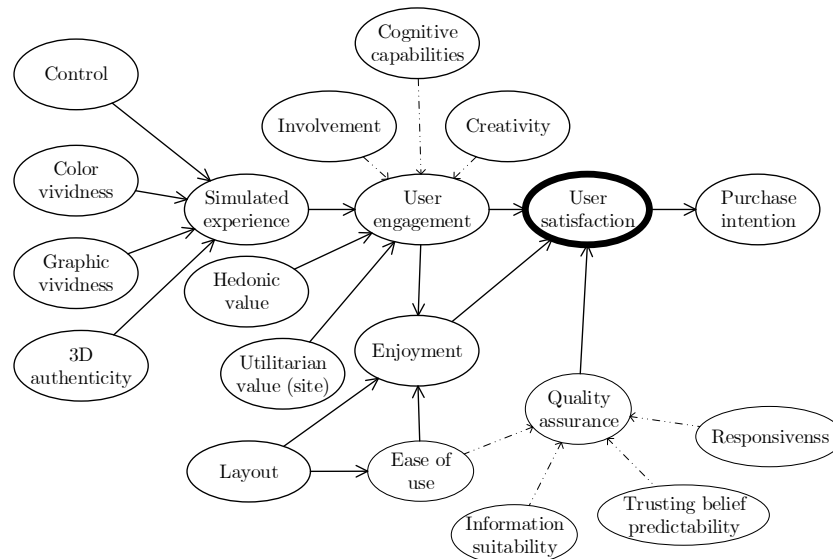 Cognitive
capabilities
Control
Involvement
Creativity
Color
vividness
Simulated
experience
User
engagement
User
satisfaction
Purchase
intention
Graphic
vividness
Hedonic
value
3D
authenticity
Utilitarian
value (site)
Enjoyment
Quality
assurance
Responsivenss
Layout
Ease of
use
Information
suitability
Trusting belief
predictability